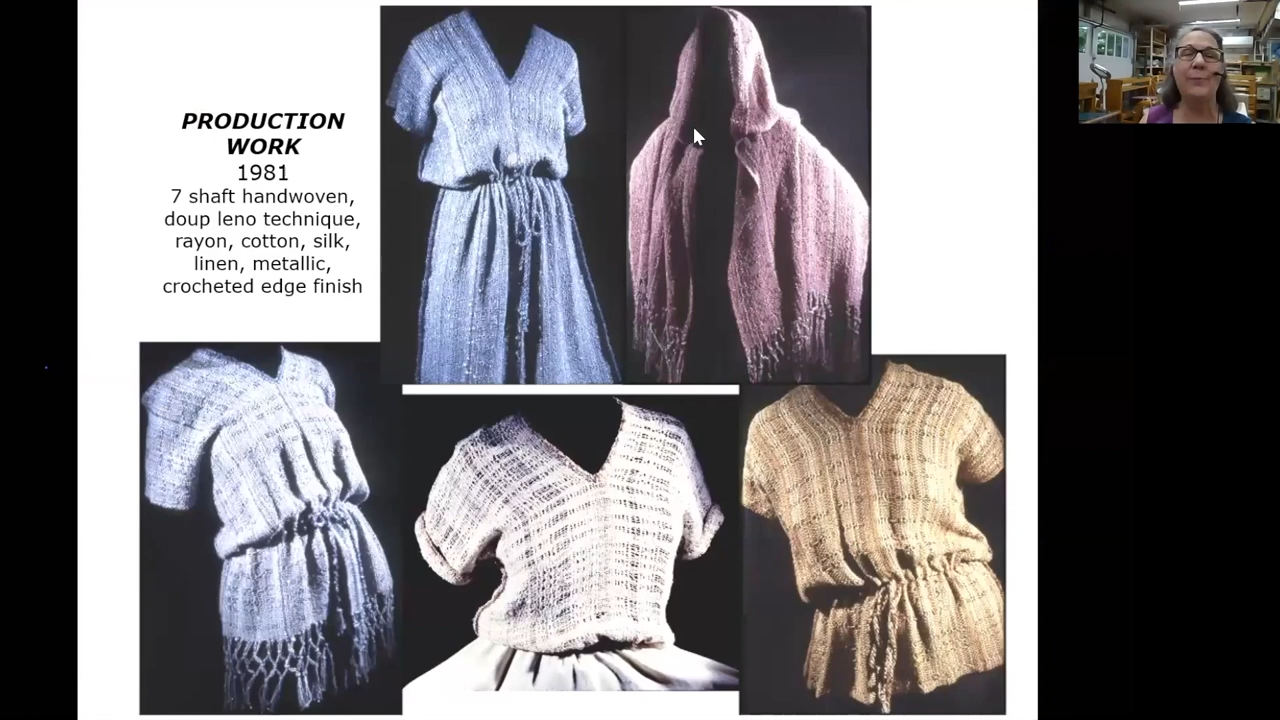 PRODUCTION
WORK
1981
7 shaft handwoven,
doup leno technique,
rayon, cotton, silk,
linen, metallic,
crocheted edge finish